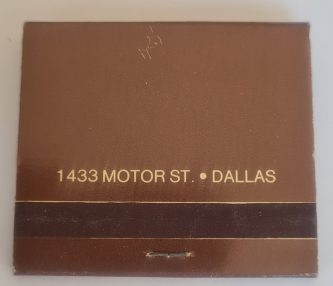 1433 MOTOR ST. • DALLAS